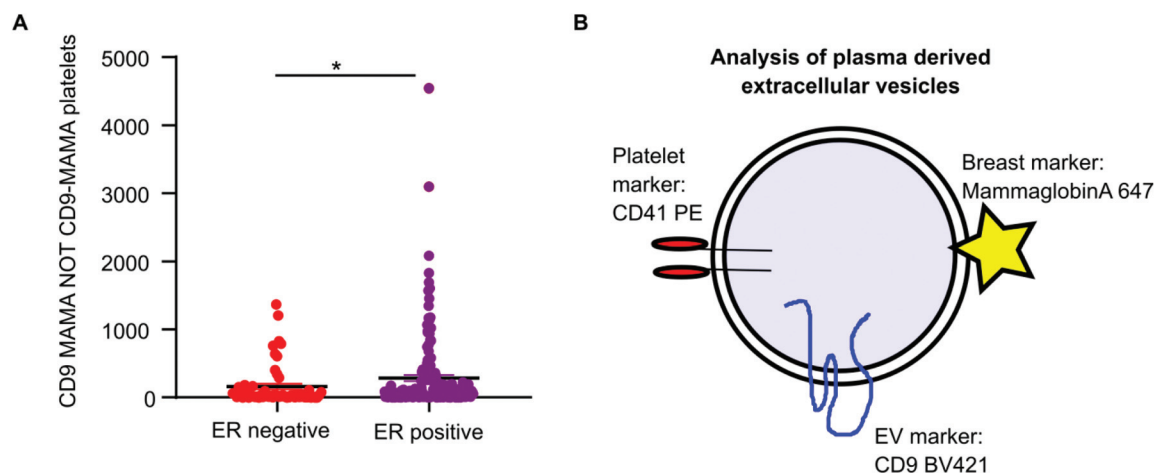 A
CD9 MAMA NOT CD9-MAMA platelets
5000
4000
3000
2000
1000
0
*
ER negative
ER positive
B
Analysis of plasma derived
extracellular vesicles
Platelet
marker:
CD41 PE
Breast marker:
MammaglobinA 647
EV marker:
CD9 BV421